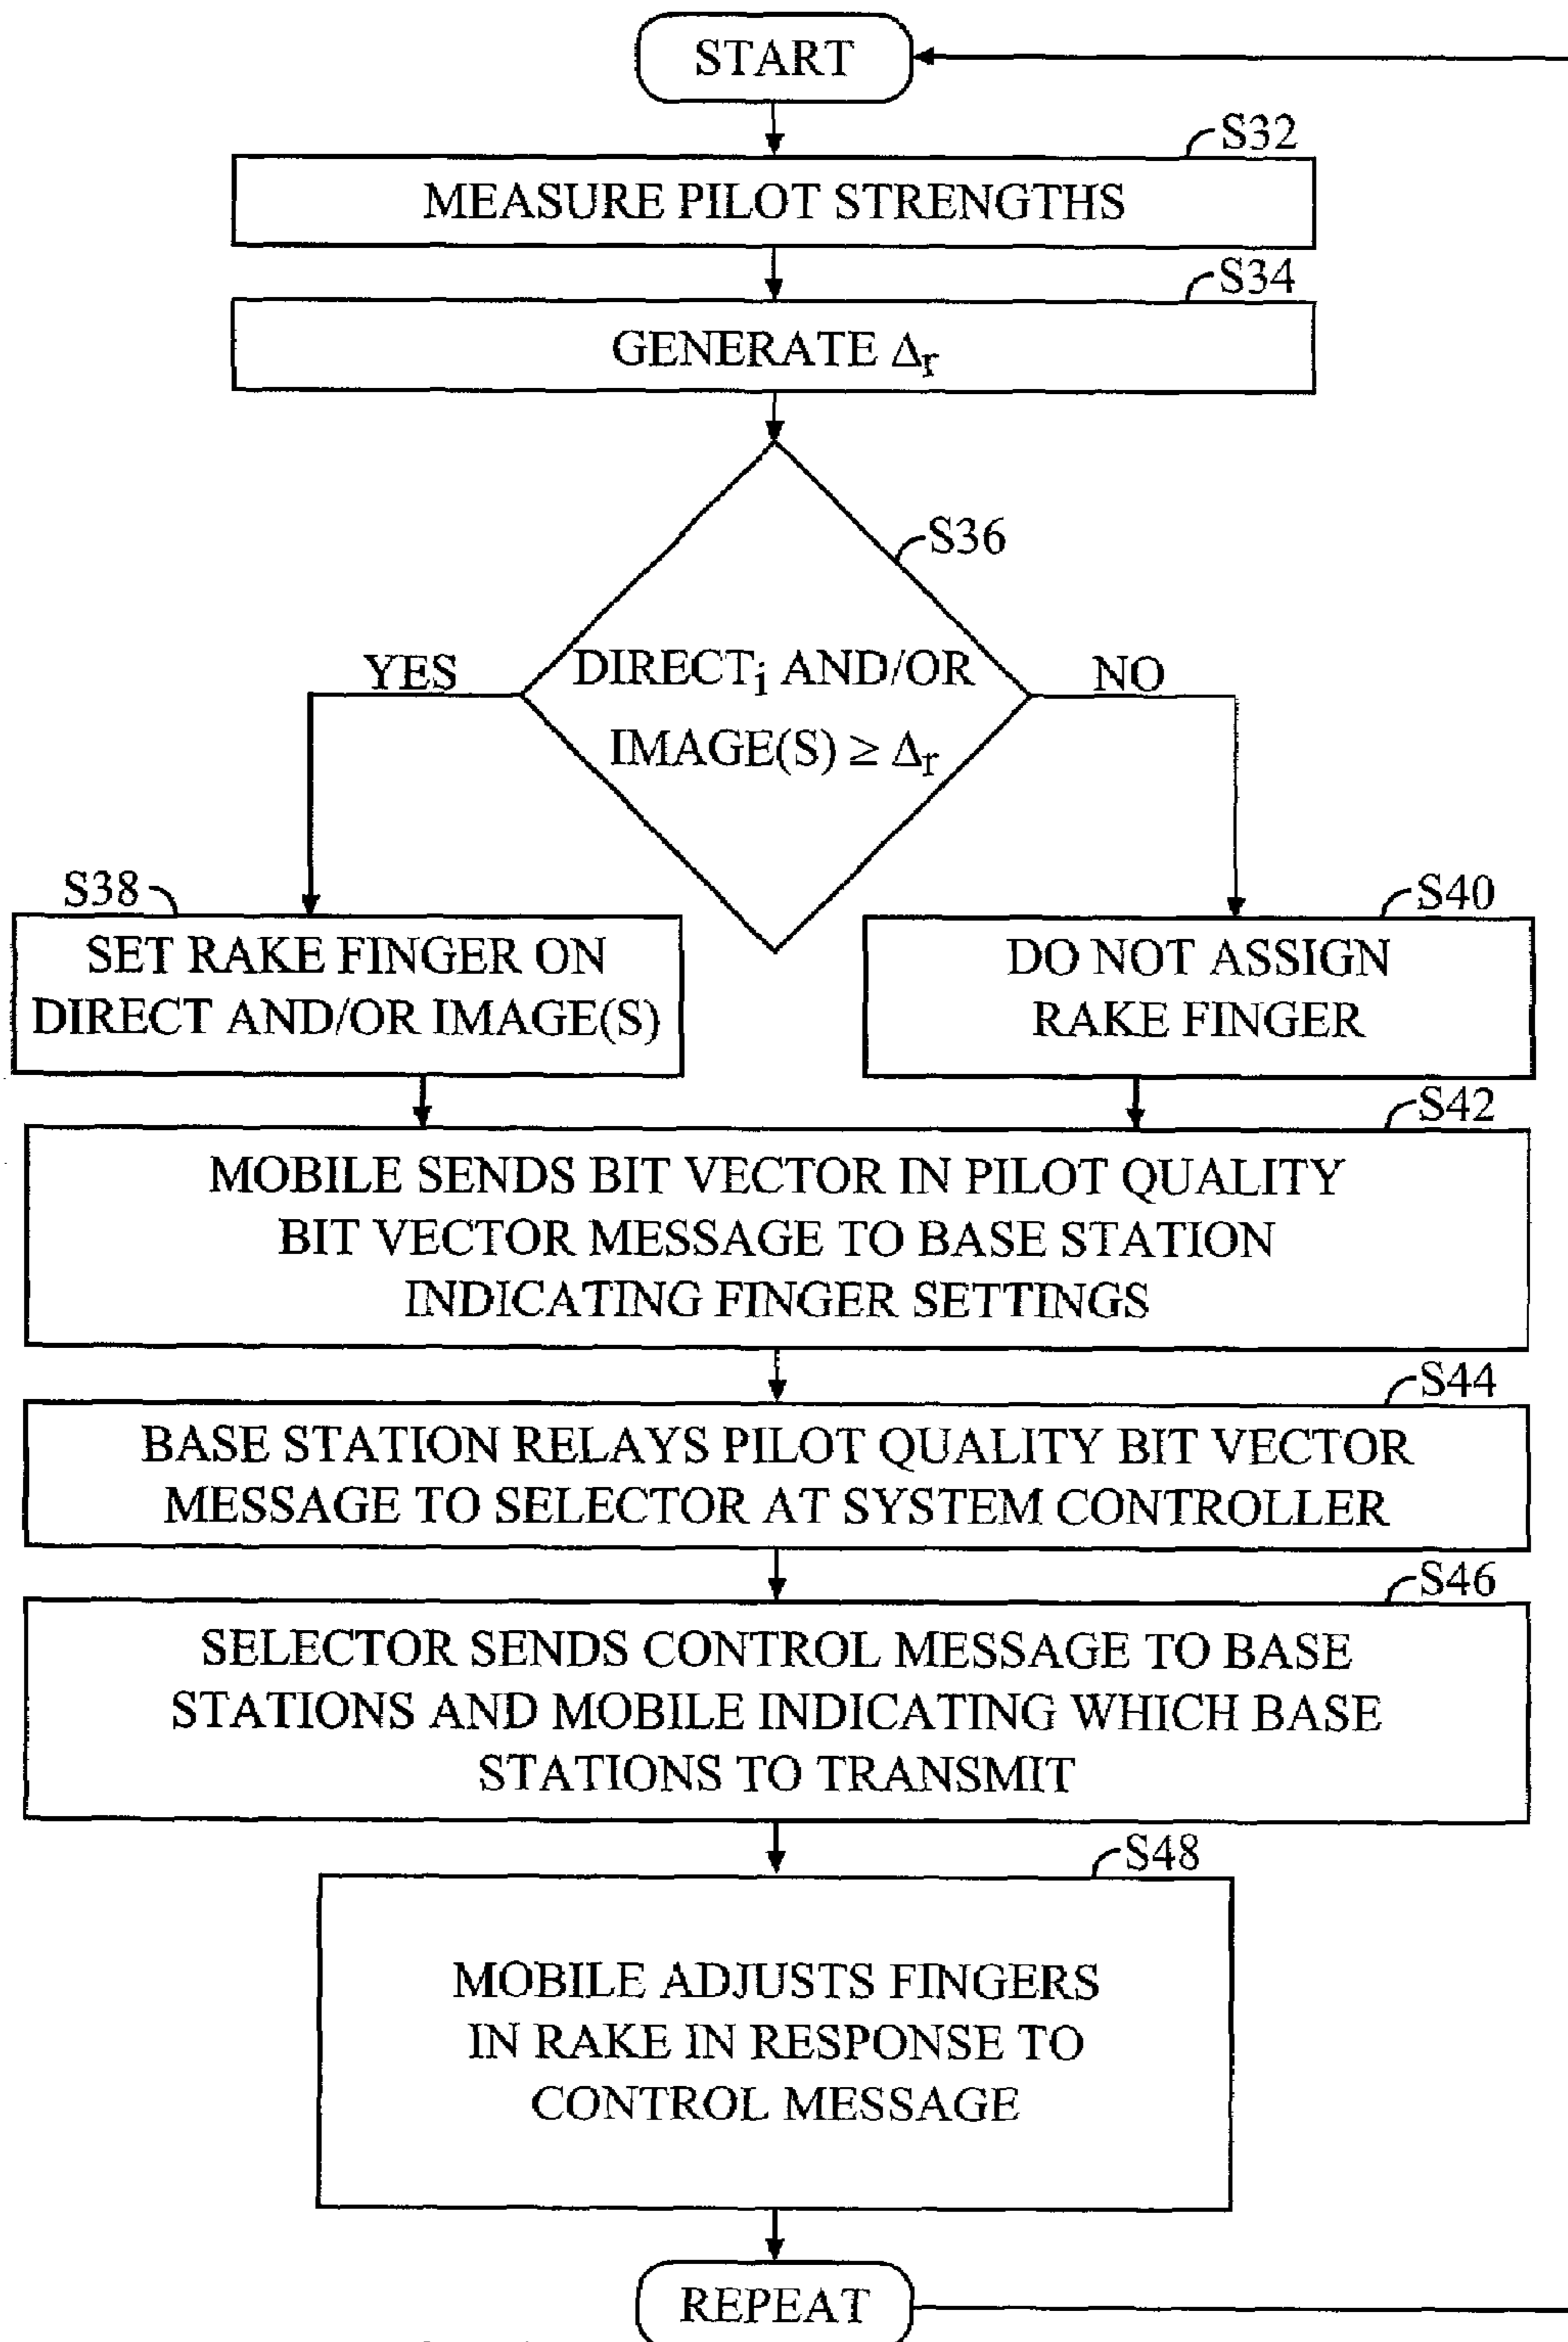 START
S32
MEASURE PILOT STRENGTHS
S34
GENERATE Δr
S36
DIRECTi AND/OR
IMAGE(S) ≥ Δr
YES
NO
S38
SET RAKE FINGER ON
DIRECT AND/OR IMAGE(S)
S40
DO NOT ASSIGN
RAKE FINGER
S42
MOBILE SENDS BIT VECTOR IN PILOT QUALITY
BIT VECTOR MESSAGE TO BASE STATION
INDICATING FINGER SETTINGS
S44
BASE STATION RELAYS PILOT QUALITY BIT VECTOR
MESSAGE TO SELECTOR AT SYSTEM CONTROLLER
S46
SELECTOR SENDS CONTROL MESSAGE TO BASE
STATIONS AND MOBILE INDICATING WHICH BASE
STATIONS TO TRANSMIT
S48
MOBILE ADJUSTS FINGERS
IN RAKE IN RESPONSE TO
CONTROL MESSAGE
REPEAT